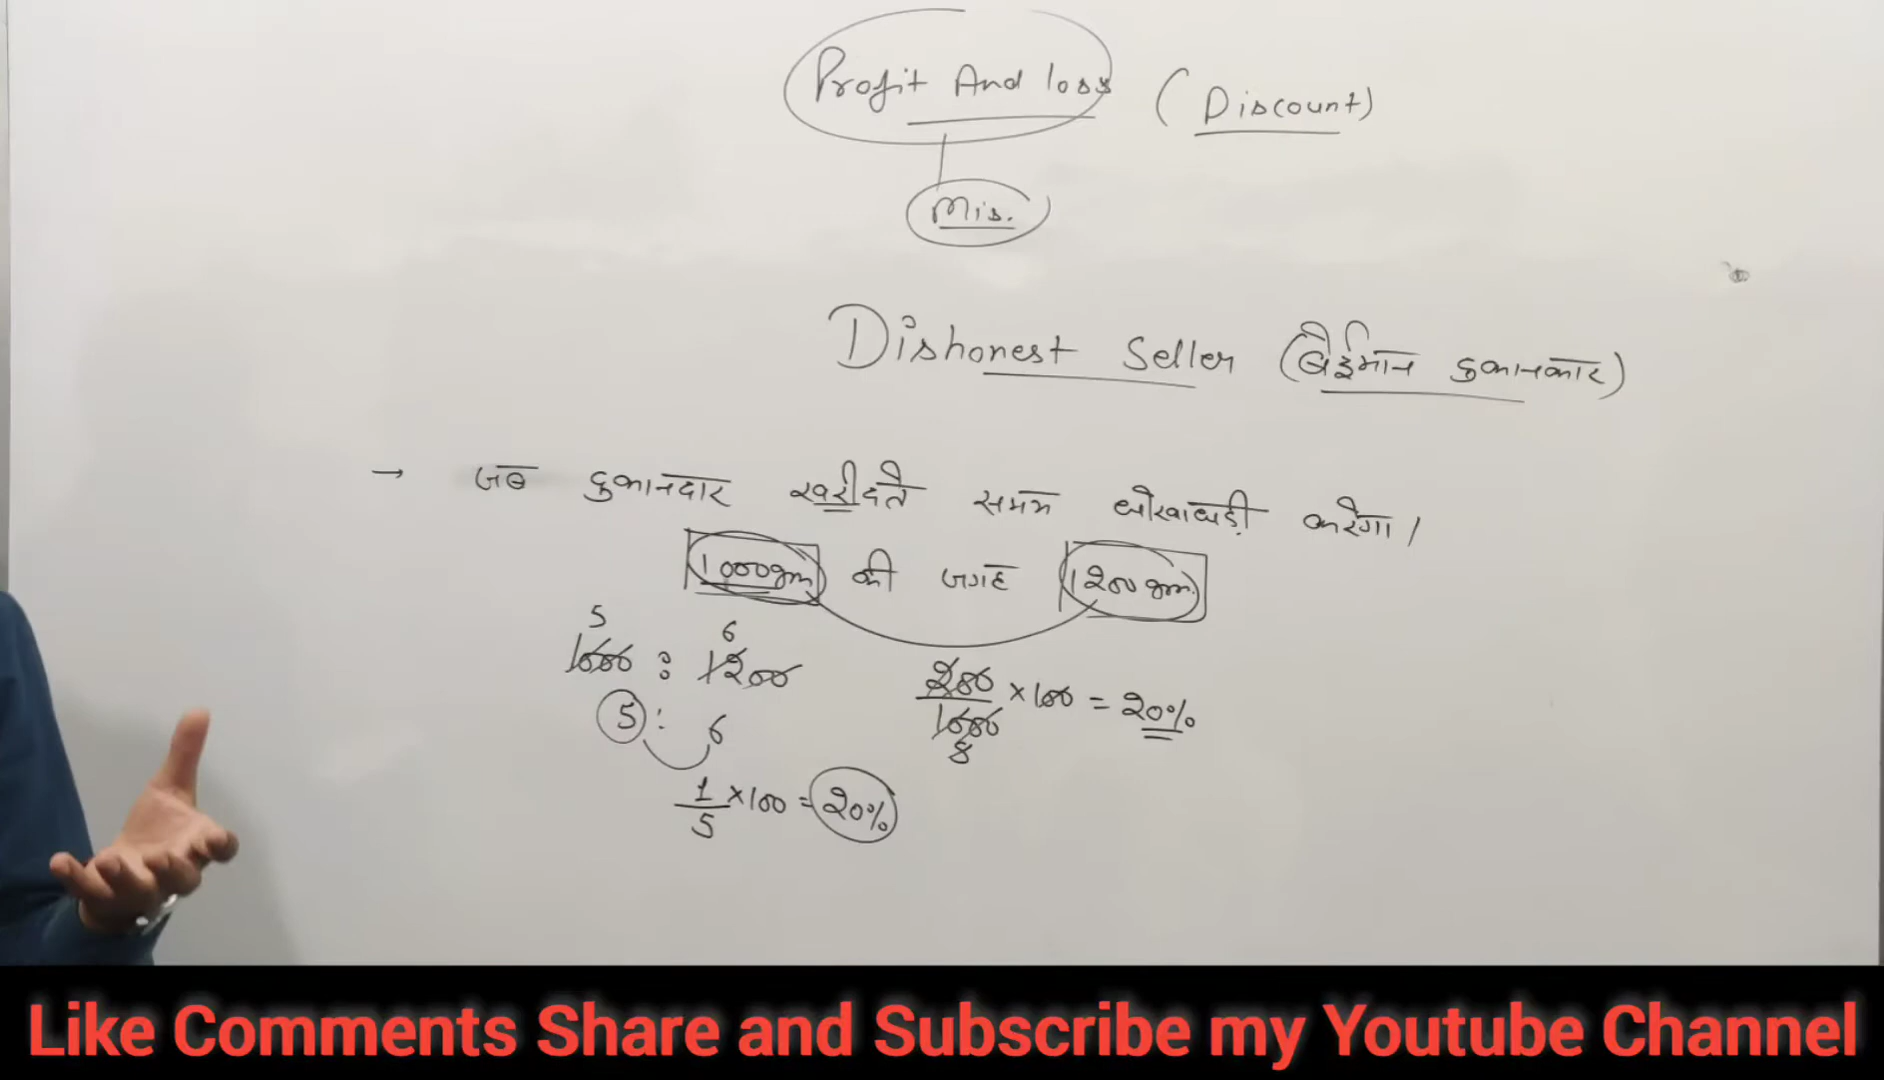 Profit And loss (Discount)
Mis.
Dishonest Seller (बेईमान दुकानदार)
→ जब दुकानदार खरीदते समय धोखाधड़ी करेगा।
1000gm की जगह 1200gm.
5 6
1000 : 1200
5 : 6
200/1000 × 100 = 20%
1/5 × 100 = 20%
Like Comments Share and Subscribe my Youtube Channel